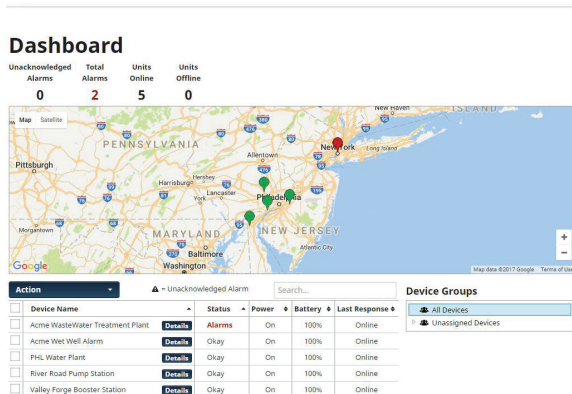 Dashboard
Unacknowledged Alarms Total Alarms Units Online Units Offline
0 2 5 0
Map Satellite
New Haven
ISLAND
PENNSYLVANIA
New York
Long Island
Allentown
Pittsburgh
Hershey
Harrisburg
Lancaster
York
Philadelphia
Morgantown
MARYLAND
NEW JERSEY
Baltimore
Atlantic City
Washington
Google
Map data ©2017 Google Terms of Use
Action
= Unacknowledged Alarm
Search...
Device Groups
Device Name Status Power Battery Last Response
All Devices
Unassigned Devices
Acme WasteWater Treatment Plant Details Alarms On 100% Online
Acme Wet Well Alarm Details Okay On 100% Online
PHL Water Plant Details Okay On 100% Online
River Road Pump Station Details Okay On 100% Online
Valley Forge Booster Station Details Okay On 100% Online